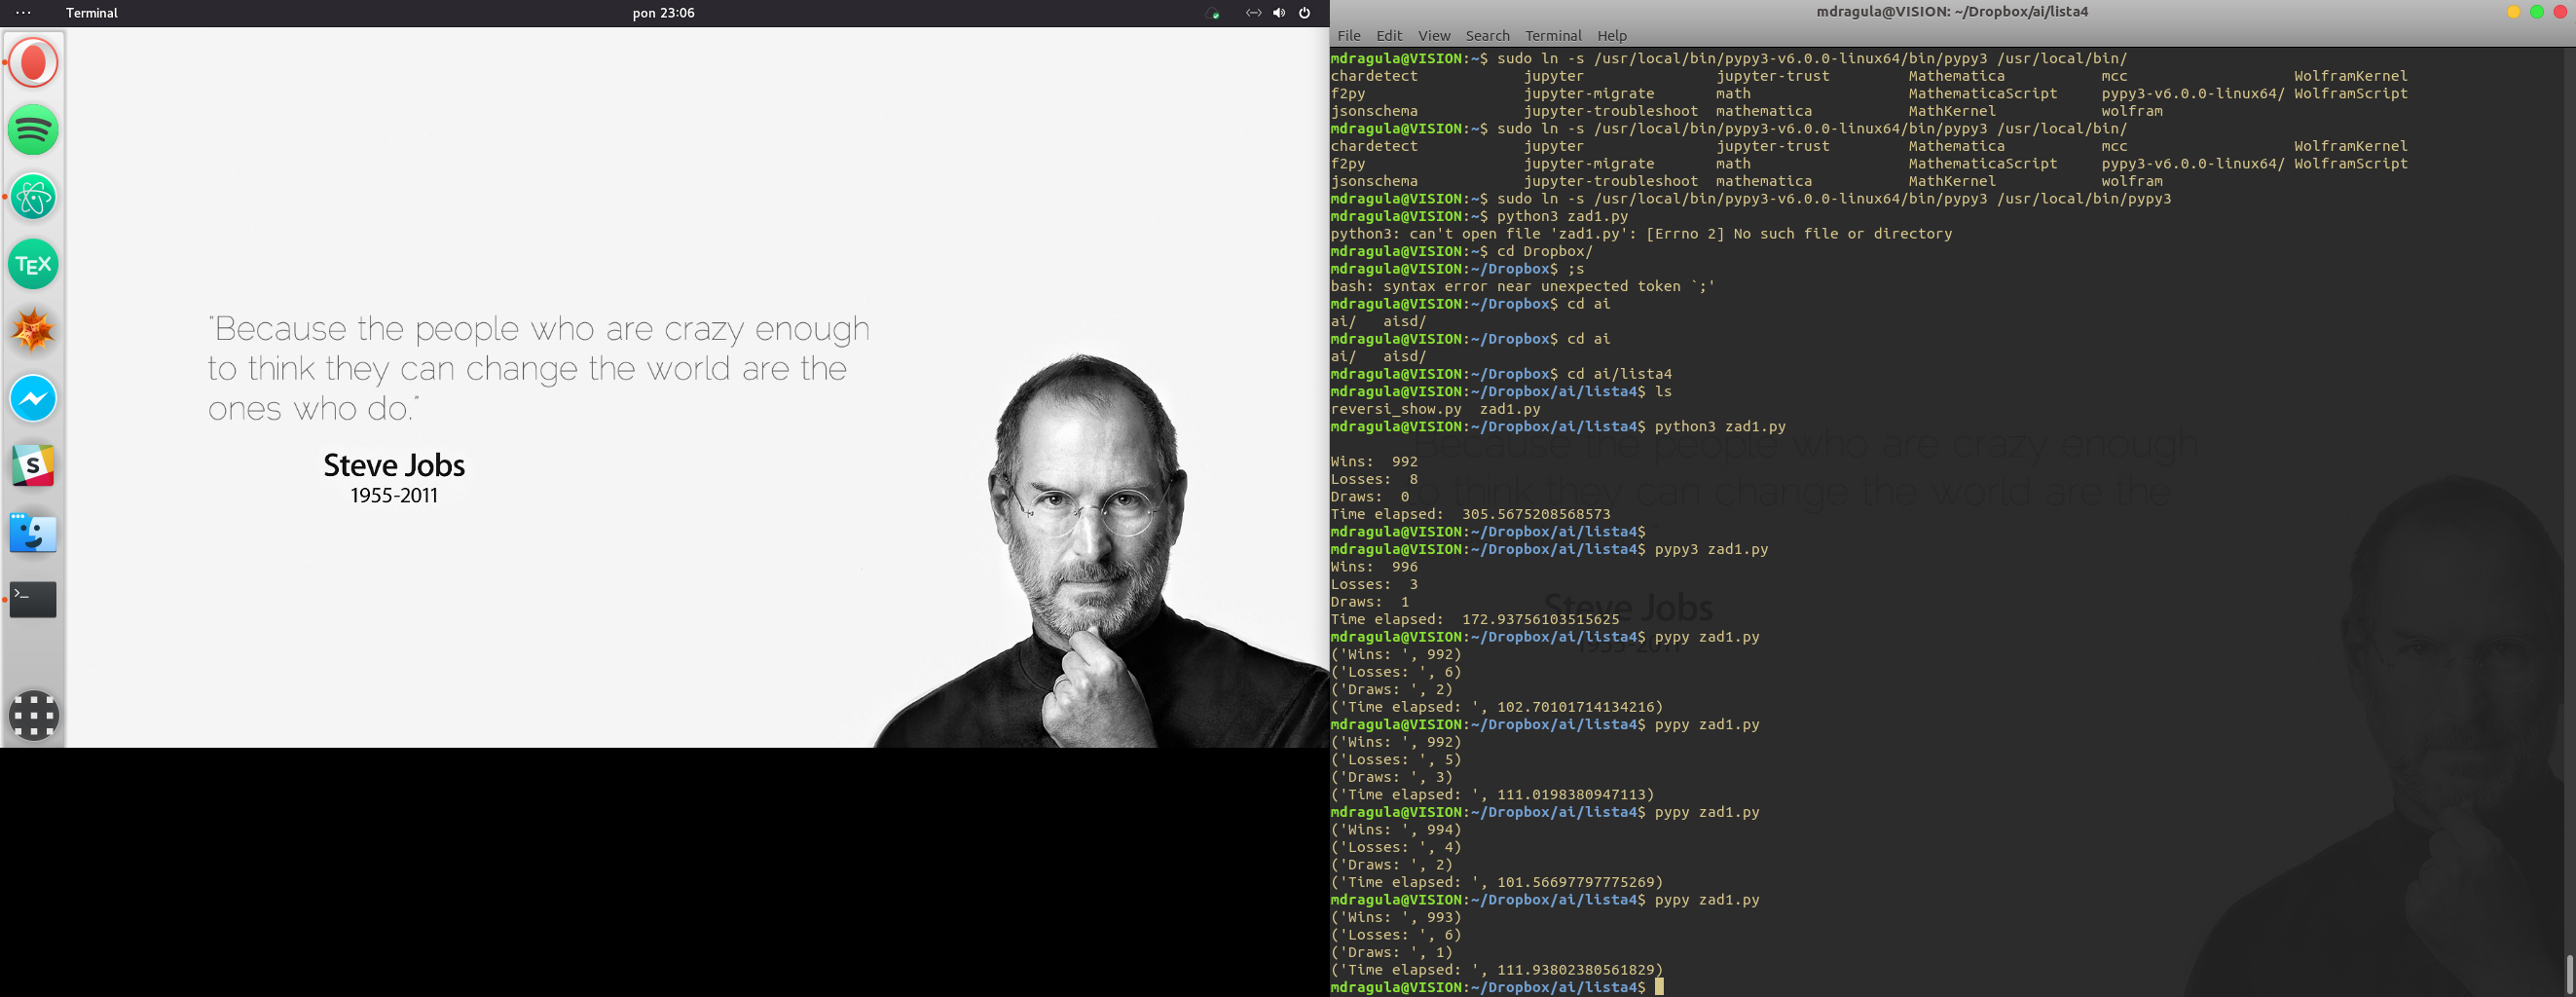 Terminal
pon 23:06
TEX
S
>_
"Because the people who are crazy enough
to think they can change the world are the
ones who do."
Steve Jobs
1955-2011
mdragula@VISION: ~/Dropbox/ai/lista4
File Edit View Search Terminal Help
mdragula@VISION:~$ sudo ln -s /usr/local/bin/pypy3-v6.0.0-linux64/bin/pypy3 /usr/local/bin/
chardetect jupyter jupyter-trust Mathematica mcc WolframKernel
f2py jupyter-migrate math MathematicaScript pypy3-v6.0.0-linux64/ WolframScript
jsonschema jupyter-troubleshoot mathematica MathKernel wolfram
mdragula@VISION:~$ sudo ln -s /usr/local/bin/pypy3-v6.0.0-linux64/bin/pypy3 /usr/local/bin/
chardetect jupyter jupyter-trust Mathematica mcc WolframKernel
f2py jupyter-migrate math MathematicaScript pypy3-v6.0.0-linux64/ WolframScript
jsonschema jupyter-troubleshoot mathematica MathKernel wolfram
mdragula@VISION:~$ sudo ln -s /usr/local/bin/pypy3-v6.0.0-linux64/bin/pypy3 /usr/local/bin/pypy3
mdragula@VISION:~$ python3 zad1.py
python3: can't open file 'zad1.py': [Errno 2] No such file or directory
mdragula@VISION:~$ cd Dropbox/
mdragula@VISION:~/Dropbox$ ;s
bash: syntax error near unexpected token `;'
mdragula@VISION:~/Dropbox$ cd ai
ai/ aisd/
mdragula@VISION:~/Dropbox$ cd ai
ai/ aisd/
mdragula@VISION:~/Dropbox$ cd ai/lista4
mdragula@VISION:~/Dropbox/ai/lista4$ ls
reversi_show.py zad1.py
mdragula@VISION:~/Dropbox/ai/lista4$ python3 zad1.py
Wins: 992
Losses: 8
Draws: 0
Time elapsed: 305.5675208568573
mdragula@VISION:~/Dropbox/ai/lista4$
mdragula@VISION:~/Dropbox/ai/lista4$ pypy3 zad1.py
Wins: 996
Losses: 3
Draws: 1
Time elapsed: 172.93756103515625
mdragula@VISION:~/Dropbox/ai/lista4$ pypy zad1.py
('Wins: ', 992)
('Losses: ', 6)
('Draws: ', 2)
('Time elapsed: ', 102.70101714134216)
mdragula@VISION:~/Dropbox/ai/lista4$ pypy zad1.py
('Wins: ', 992)
('Losses: ', 5)
('Draws: ', 3)
('Time elapsed: ', 111.0198380947113)
mdragula@VISION:~/Dropbox/ai/lista4$ pypy zad1.py
('Wins: ', 994)
('Losses: ', 4)
('Draws: ', 2)
('Time elapsed: ', 101.56697797775269)
mdragula@VISION:~/Dropbox/ai/lista4$ pypy zad1.py
('Wins: ', 993)
('Losses: ', 6)
('Draws: ', 1)
('Time elapsed: ', 111.93802380561829)
mdragula@VISION:~/Dropbox/ai/lista4$